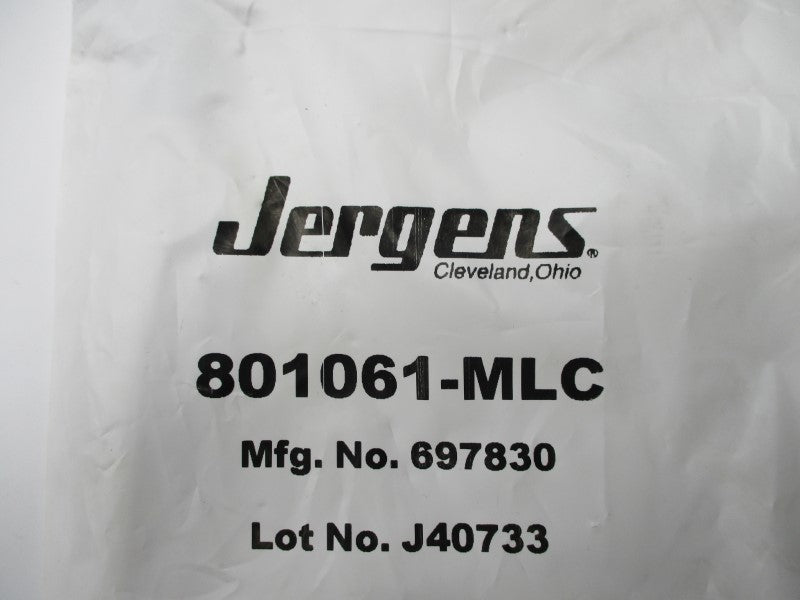 Jergens®
Cleveland,Ohio
801061-MLC
Mfg. No. 697830
Lot No. J40733